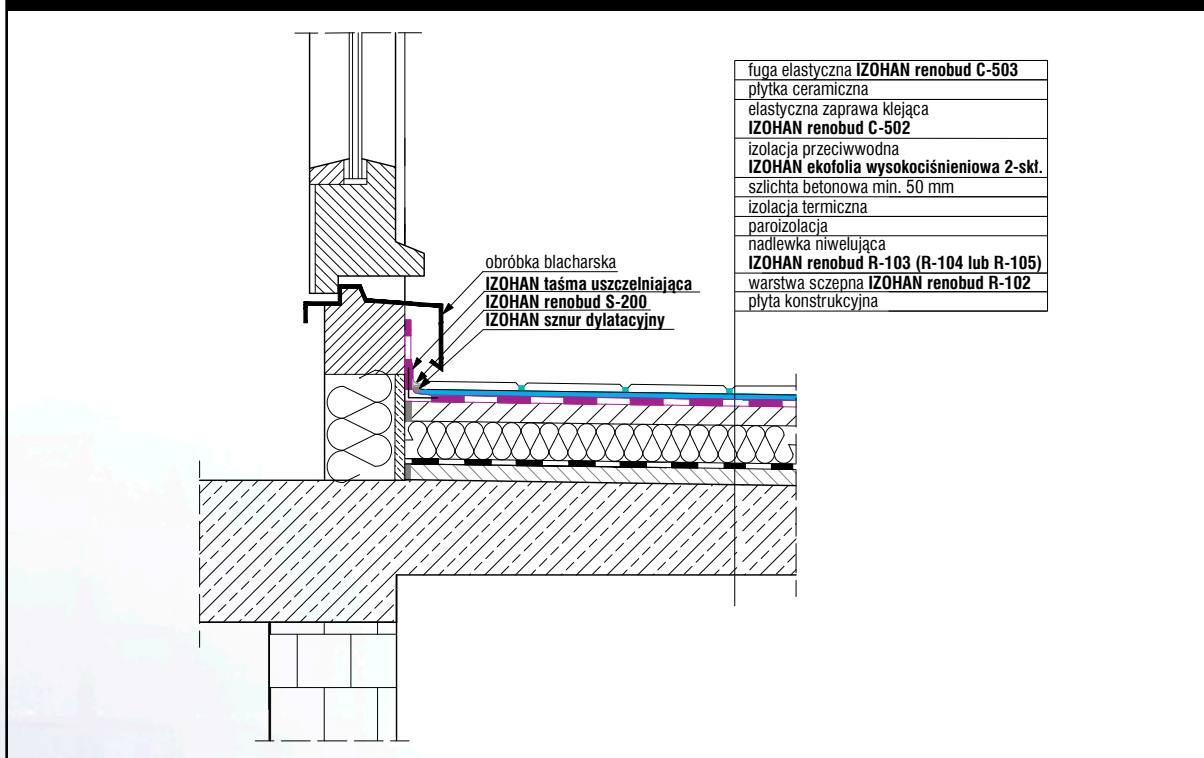 fuga elastyczna IZOHAN renobud C-503
płytka ceramiczna
elastyczna zaprawa klejąca
IZOHAN renobud C-502
izolacja przeciwwodna
IZOHAN ekofolia wysokociśnieniowa 2-skł.
szlichta betonowa min. 50 mm
izolacja termiczna
paroizolacja
nadlewka niwelująca
IZOHAN renobud R-103 (R-104 lub R-105)
warstwa sczepna IZOHAN renobud R-102
płyta konstrukcyjna
obróbka blacharska
IZOHAN taśma uszczelniająca
IZOHAN renobud S-200
IZOHAN sznur dylatacyjny